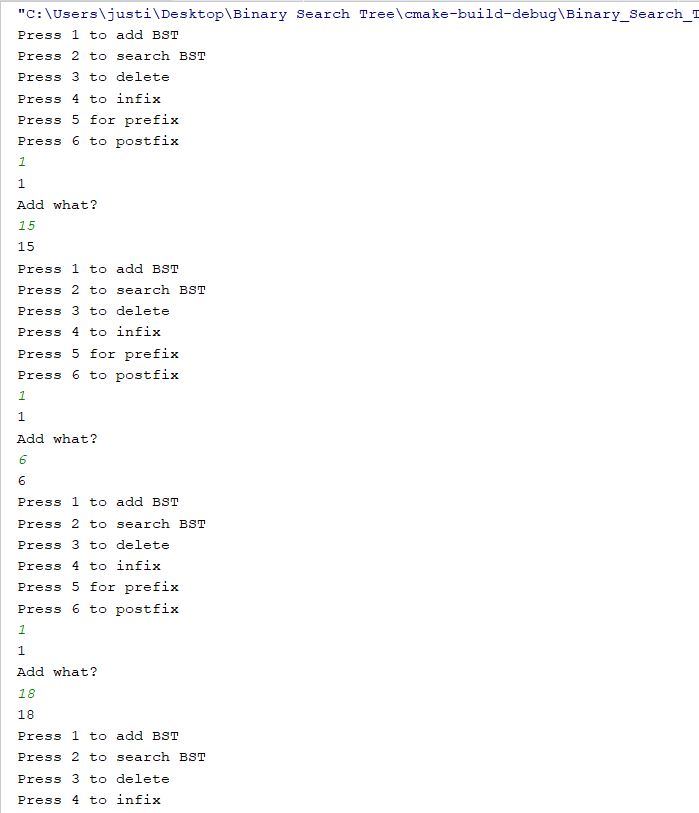 "C:\Users\justi\Desktop\Binary Search Tree\cmake-build-debug\Binary_Search_T
Press 1 to add BST
Press 2 to search BST
Press 3 to delete
Press 4 to infix
Press 5 for prefix
Press 6 to postfix
1
1
Add what?
15
15
Press 1 to add BST
Press 2 to search BST
Press 3 to delete
Press 4 to infix
Press 5 for prefix
Press 6 to postfix
1
1
Add what?
6
6
Press 1 to add BST
Press 2 to search BST
Press 3 to delete
Press 4 to infix
Press 5 for prefix
Press 6 to postfix
1
1
Add what?
18
18
Press 1 to add BST
Press 2 to search BST
Press 3 to delete
Press 4 to infix